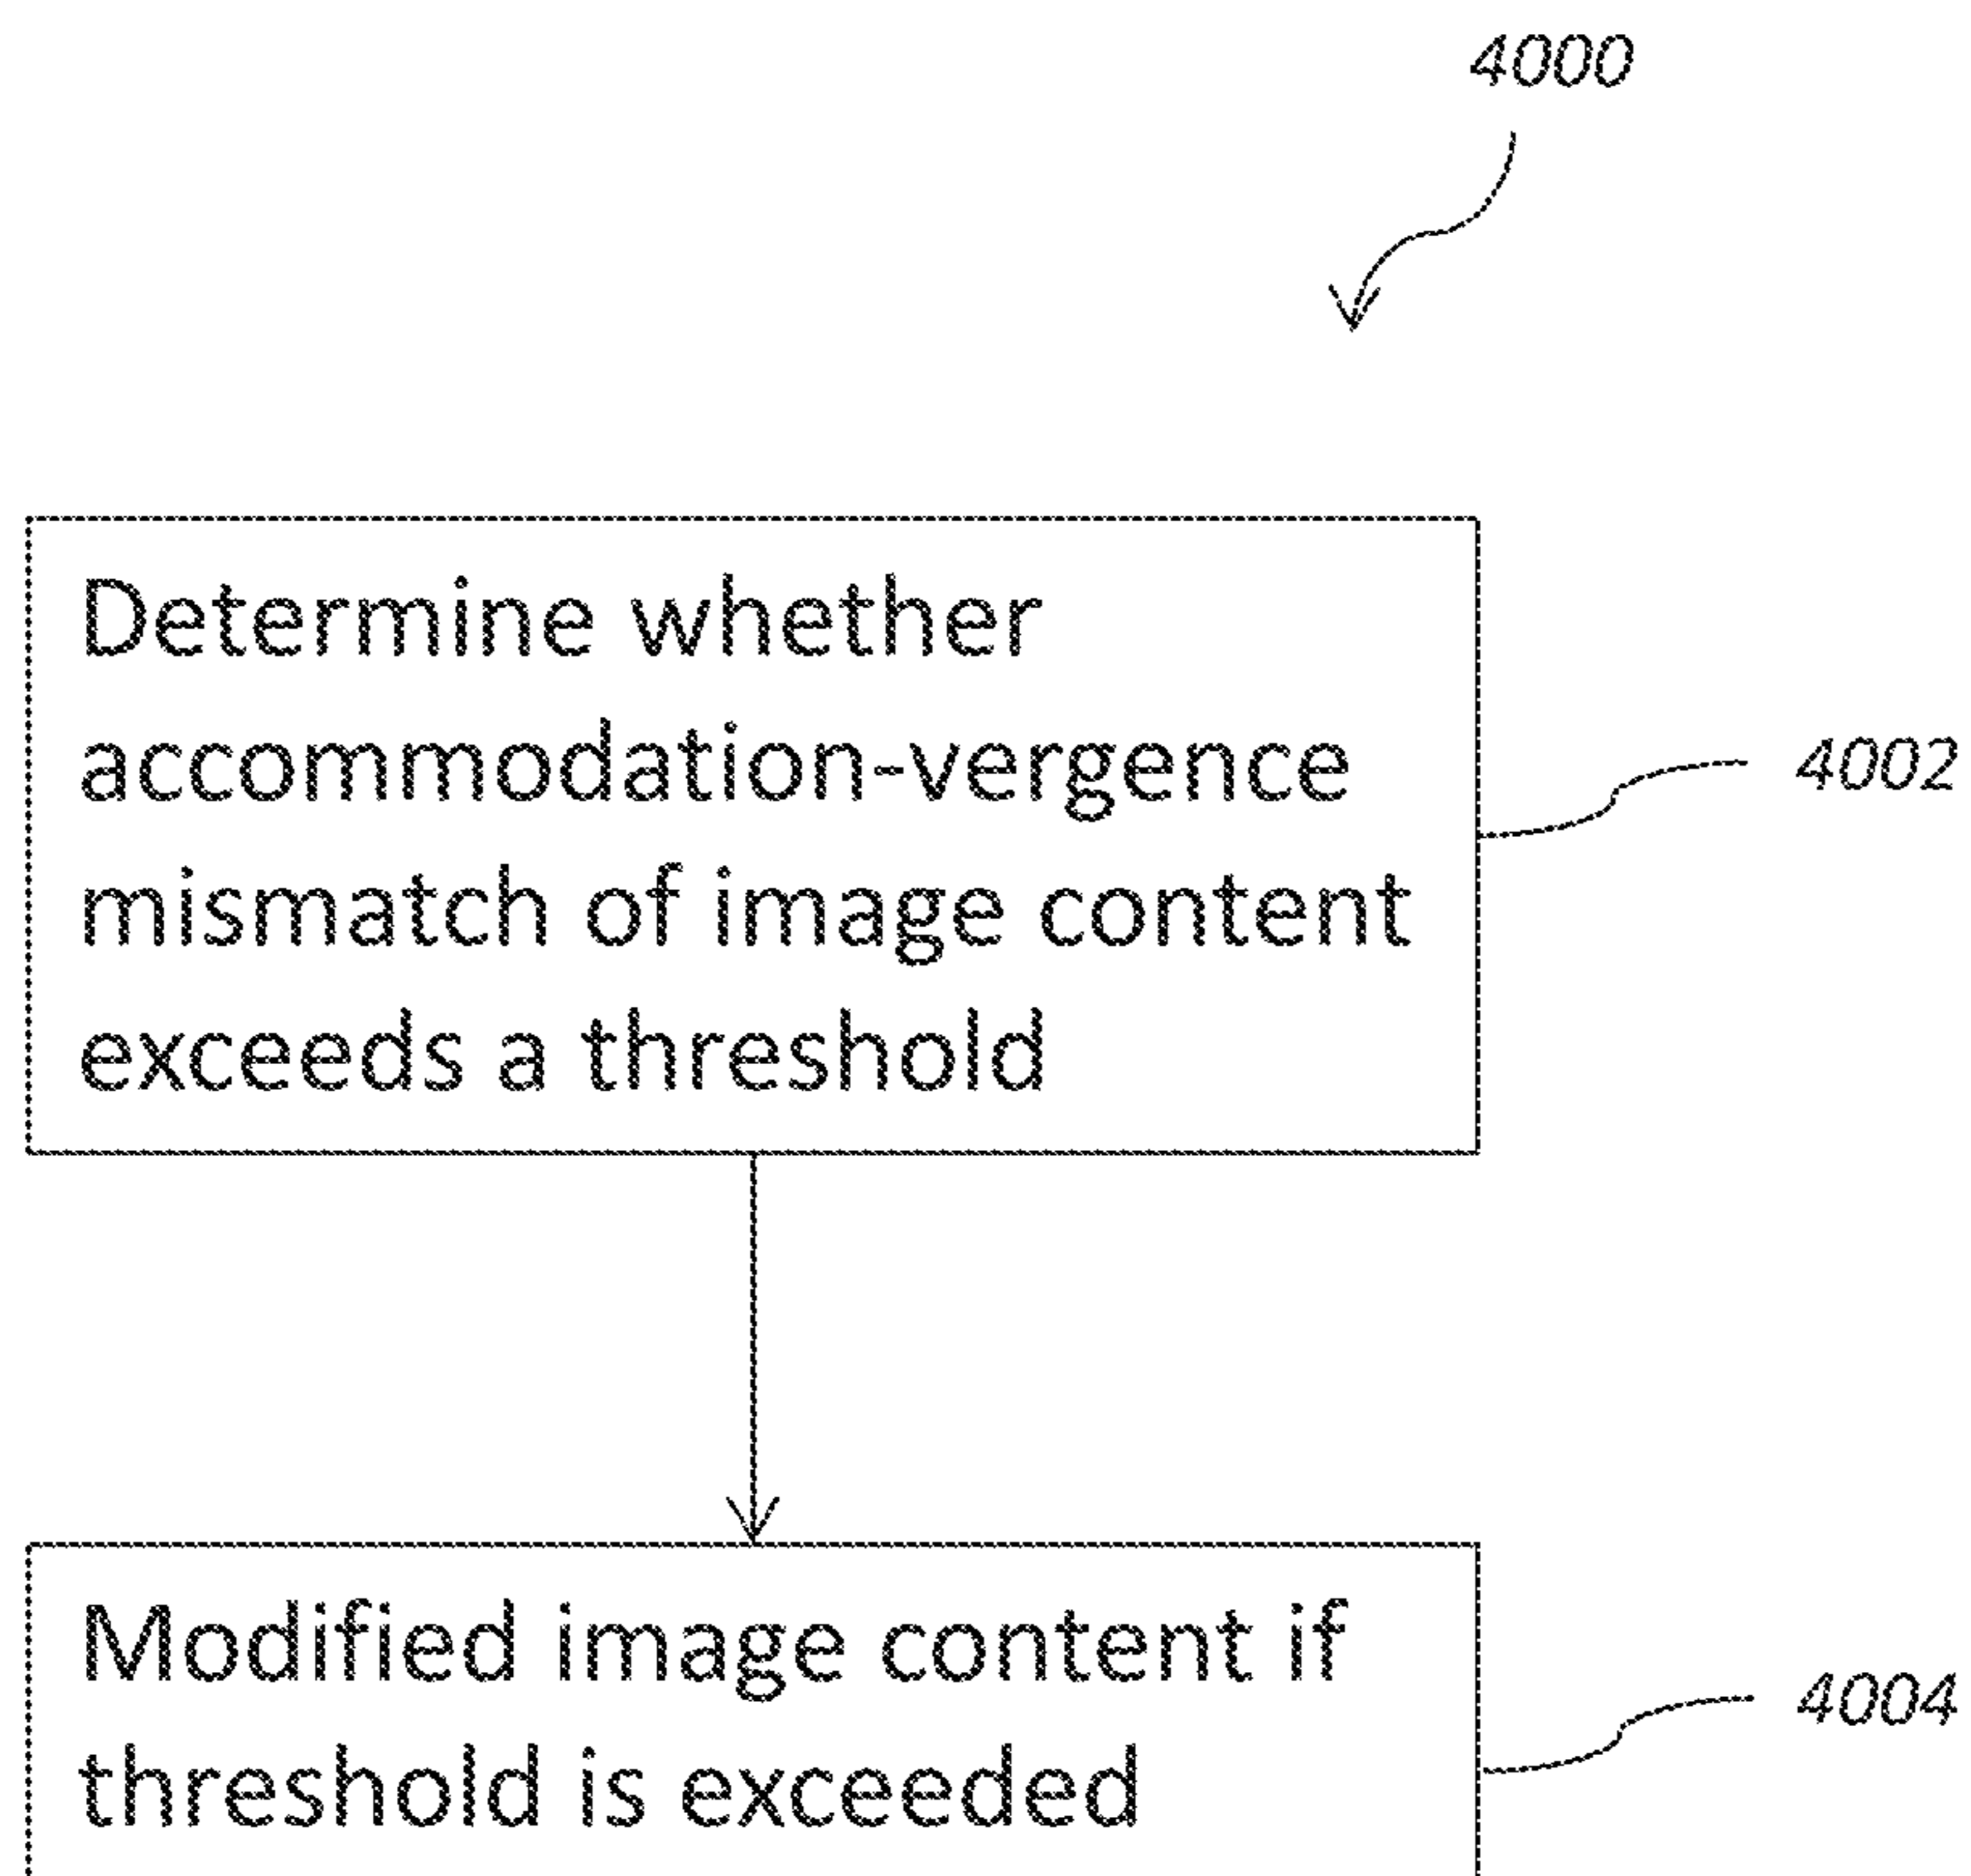 4000
Determine whether
accommodation-vergence
mismatch of image content
exceeds a threshold
4002
Modified image content if
threshold is exceeded
4004